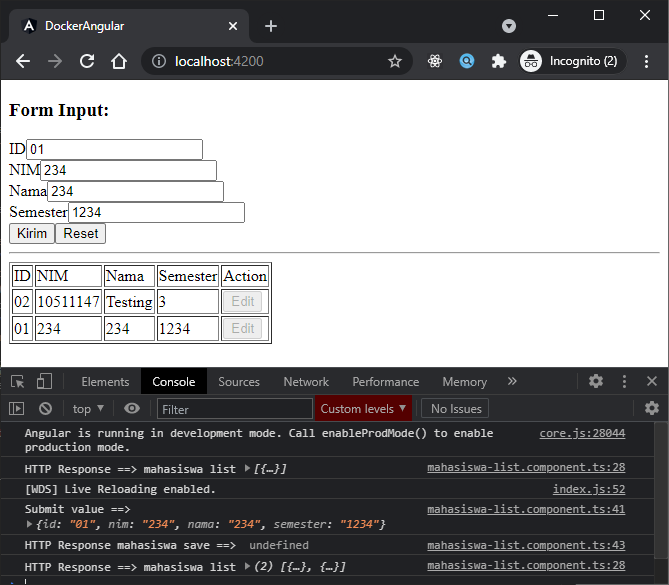 DockerAngular
localhost:4200
Incognito (2)
Form Input:
ID 01
NIM 234
Nama 234
Semester 1234
Kirim Reset
ID NIM Nama Semester Action
02 10511147 Testing 3 Edit
01 234 234 1234 Edit
Elements Console Sources Network Performance Memory »
top ▼ Filter Custom levels ▼ No Issues
Angular is running in development mode. Call enableProdMode() to enable core.js:28044
production mode.
HTTP Response ==> mahasiswa list ▶[{…}] mahasiswa-list.component.ts:28
[WDS] Live Reloading enabled. index.js:52
Submit value ==> mahasiswa-list.component.ts:41
▶{id: "01", nim: "234", nama: "234", semester: "1234"}
HTTP Response mahasiswa save ==> undefined mahasiswa-list.component.ts:43
HTTP Response ==> mahasiswa list ▶(2) [{…}, {…}] mahasiswa-list.component.ts:28